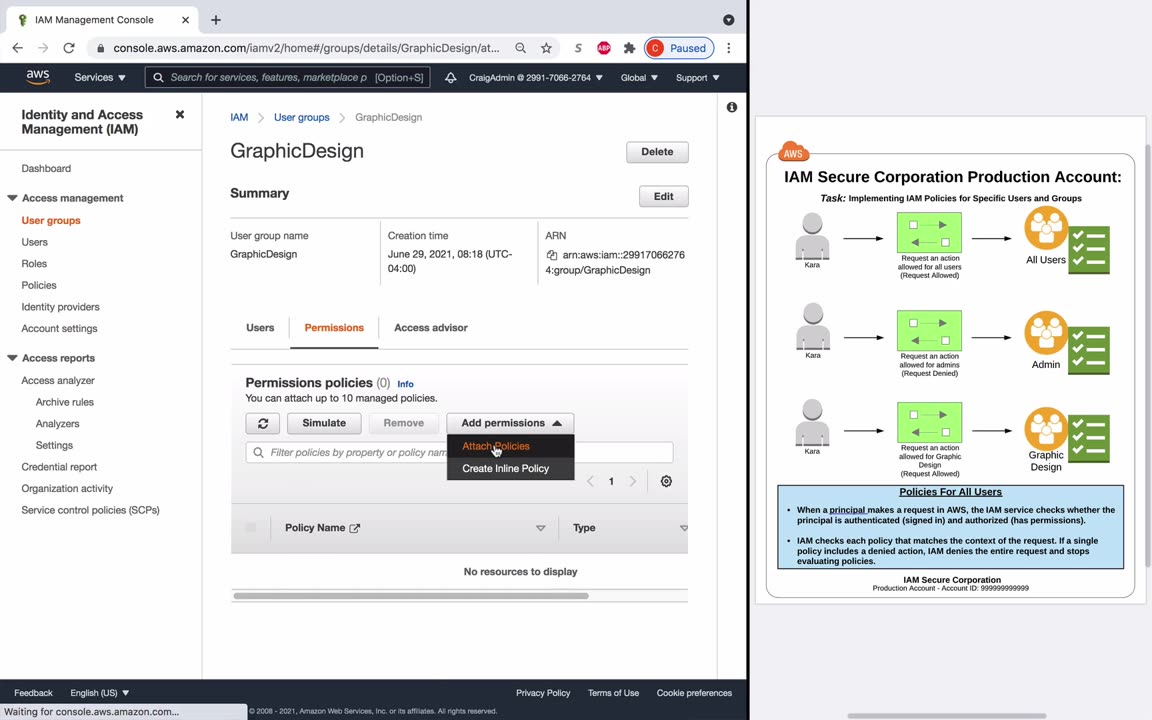 IAM Management Console
console.aws.amazon.com/iamv2/home#/groups/details/GraphicDesign/at...
S
ABP
C
Paused
aws
Services
Search for services, features, marketplace p
[Option+S]
CraigAdmin @ 2991-7066-2764
Global
Support
Identity and Access
Management (IAM)
Dashboard
Access management
User groups
Users
Roles
Policies
Identity providers
Account settings
Access reports
Access analyzer
Archive rules
Analyzers
Settings
Credential report
Organization activity
Service control policies (SCPs)
IAM
User groups
GraphicDesign
GraphicDesign
Delete
Summary
Edit
User group name
GraphicDesign
Creation time
June 29, 2021, 08:18 (UTC-
04:00)
ARN
arn:aws:iam::29917066276
4:group/GraphicDesign
Users
Permissions
Access advisor
Permissions policies (0) Info
You can attach up to 10 managed policies.
Simulate
Remove
Add permissions
Attach Policies
Create Inline Policy
Filter policies by property or policy nam
1
Policy Name
Type
No resources to display
Feedback
English (US)
Privacy Policy
Terms of Use
Cookie preferences
Waiting for console.aws.amazon.com...
© 2008 - 2021, Amazon Web Services, Inc. or its affiliates. All rights reserved.
AWS
IAM Secure Corporation Production Account:
Task: Implementing IAM Policies for Specific Users and Groups
Kara
Request an action
allowed for all users
(Request Allowed)
All Users
Kara
Request an action
allowed for admins
(Request Denied)
Admin
Kara
Request an action
allowed for Graphic
Design
(Request Allowed)
Graphic
Design
Policies For All Users
• When a principal makes a request in AWS, the IAM service checks whether the
principal is authenticated (signed in) and authorized (has permissions).
• IAM checks each policy that matches the context of the request. If a single
policy includes a denied action, IAM denies the entire request and stops
evaluating policies.
IAM Secure Corporation
Production Account - Account ID: 999999999999